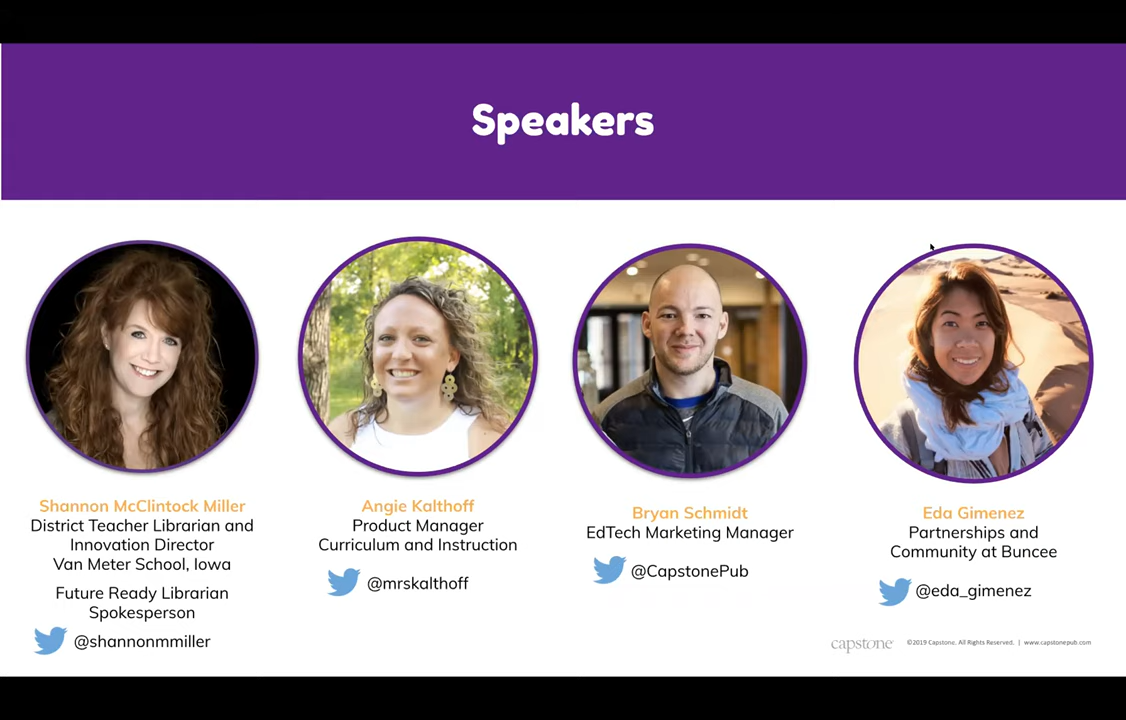 Speakers
Shannon McClintock Miller
District Teacher Librarian and
Innovation Director
Van Meter School, Iowa
Future Ready Librarian
Spokesperson
@shannonmmiller
Angie Kalthoff
Product Manager
Curriculum and Instruction
@mrskalthoff
Bryan Schmidt
EdTech Marketing Manager
@CapstonePub
Eda Gimenez
Partnerships and
Community at Buncee
@eda_gimenez
capstone ©2019 Capstone. All Rights Reserved. | www.capstonepub.com